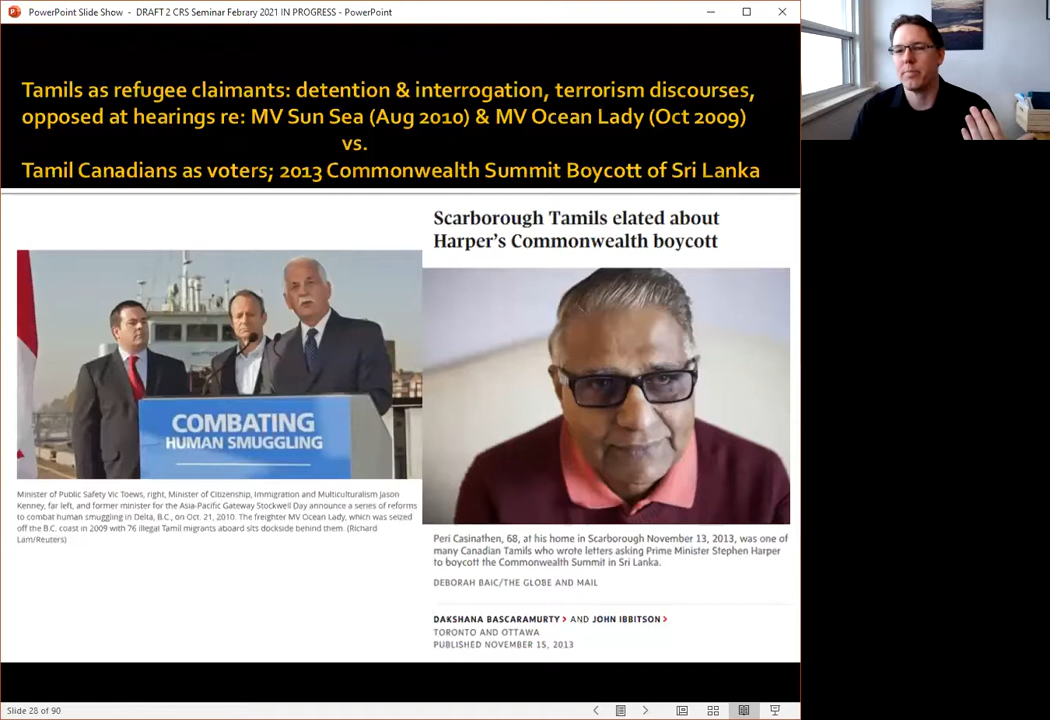 PowerPoint Slide Show - DRAFT 2 CRS Seminar Febrary 2021 IN PROGRESS - PowerPoint
Tamils as refugee claimants: detention & interrogation, terrorism discourses,
opposed at hearings re: MV Sun Sea (Aug 2010) & MV Ocean Lady (Oct 2009)
vs.
Tamil Canadians as voters; 2013 Commonwealth Summit Boycott of Sri Lanka
COMBATING
HUMAN SMUGGLING
Minister of Public Safety Vic Toews, right, Minister of Citizenship, Immigration and Multiculturalism Jason
Kenney, far left, and former minister for the Asia-Pacific Gateway Stockwell Day announce a series of reforms
to combat human smuggling in Delta, B.C., on Oct. 21, 2010. The freighter MV Ocean Lady, which was seized
off the B.C. coast in 2009 with 76 illegal Tamil migrants aboard sits dockside behind them. (Richard
Lam/Reuters)
Scarborough Tamils elated about
Harper's Commonwealth boycott
Peri Casinathen, 68, at his home in Scarborough November 13, 2013, was one of
many Canadian Tamils who wrote letters asking Prime Minister Stephen Harper
to boycott the Commonwealth Summit in Sri Lanka.
DEBORAH BAIC/THE GLOBE AND MAIL
DAKSHANA BASCARAMURTY > AND JOHN IBBITSON >
TORONTO AND OTTAWA
PUBLISHED NOVEMBER 15, 2013
Slide 28 of 90